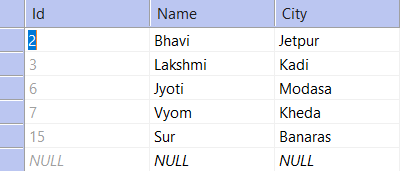 Id Name City
2 Bhavi Jetpur
3 Lakshmi Kadi
6 Jyoti Modasa
7 Vyom Kheda
15 Sur Banaras
NULL NULL NULL